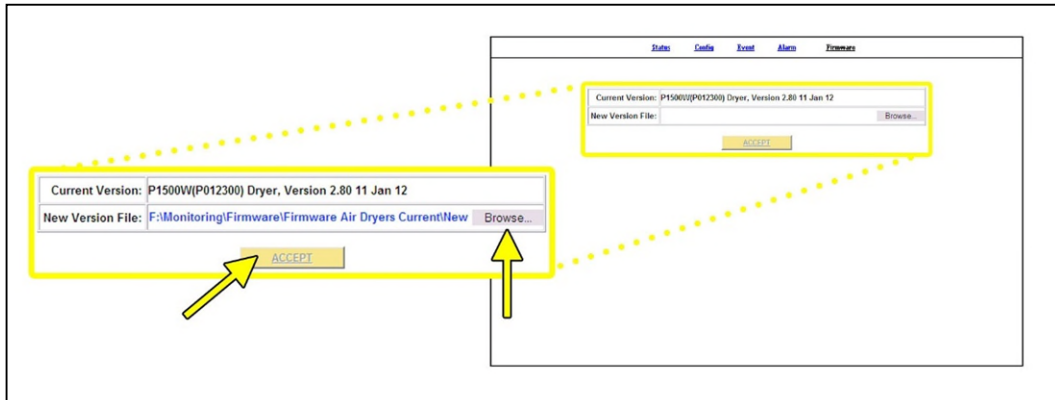 Status Config Event Alarm Firmware
Current Version: P1500W(P012300) Dryer, Version 2.80 11 Jan 12
New Version File: Browse...
ACCEPT
Current Version: P1500W(P012300) Dryer, Version 2.80 11 Jan 12
New Version File: F:\Monitoring\Firmware\Firmware Air Dryers Current\New Browse...
ACCEPT